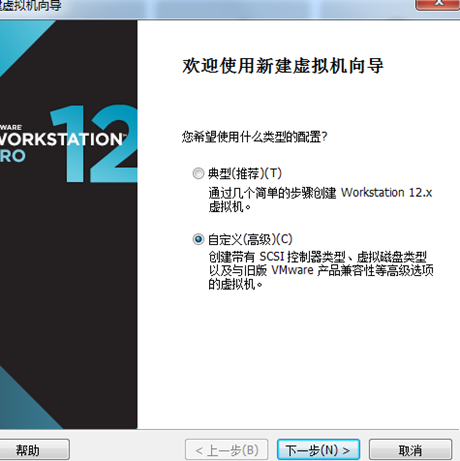 建虚拟机向导
欢迎使用新建虚拟机向导
WARE
WORKSTATION™
PRO
12
您希望使用什么类型的配置?
典型(推荐)(T)
通过几个简单的步骤创建 Workstation 12.x
虚拟机。
自定义(高级)(C)
创建带有 SCSI 控制器类型、虚拟磁盘类型
以及与旧版 VMware 产品兼容性等高级选项
的虚拟机。
帮助
< 上一步(B)
下一步(N) >
取消